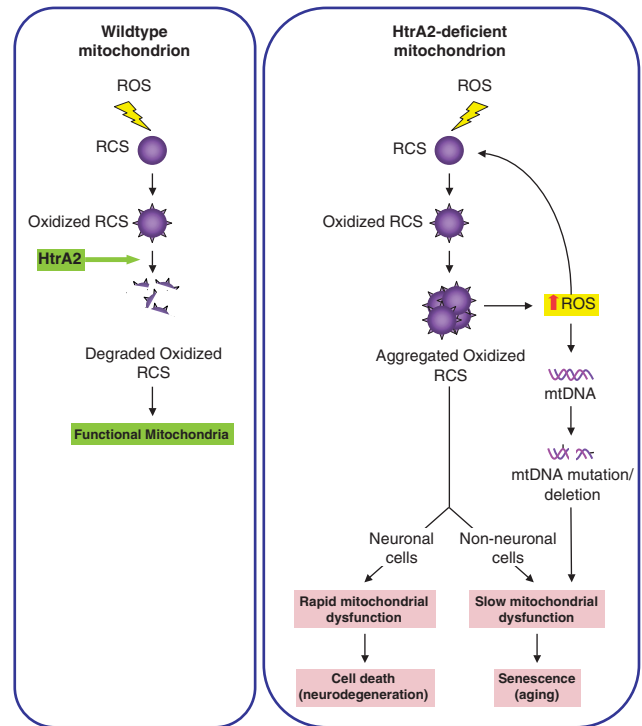 Wildtype
mitochondrion
ROS
RCS
Oxidized RCS
HtrA2
Degraded Oxidized
RCS
Functional Mitochondria
HtrA2-deficient
mitochondrion
ROS
RCS
Oxidized RCS
ROS
Aggregated Oxidized
RCS
mtDNA
mtDNA mutation/
deletion
Neuronal
cells
Non-neuronal
cells
Rapid mitochondrial
dysfunction
Slow mitochondrial
dysfunction
Cell death
(neurodegeneration)
Senescence
(aging)